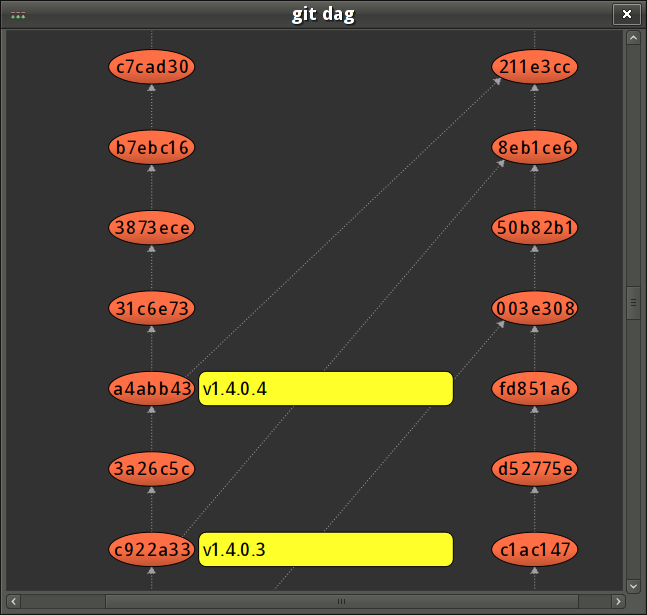 git dag
c7cad30
211e3cc
b7ebc16
8eb1ce6
3873ece
50b82b1
31c6e73
003e308
a4abb43
v1.4.0.4
fd851a6
3a26c5c
d52775e
c922a33
v1.4.0.3
c1ac147